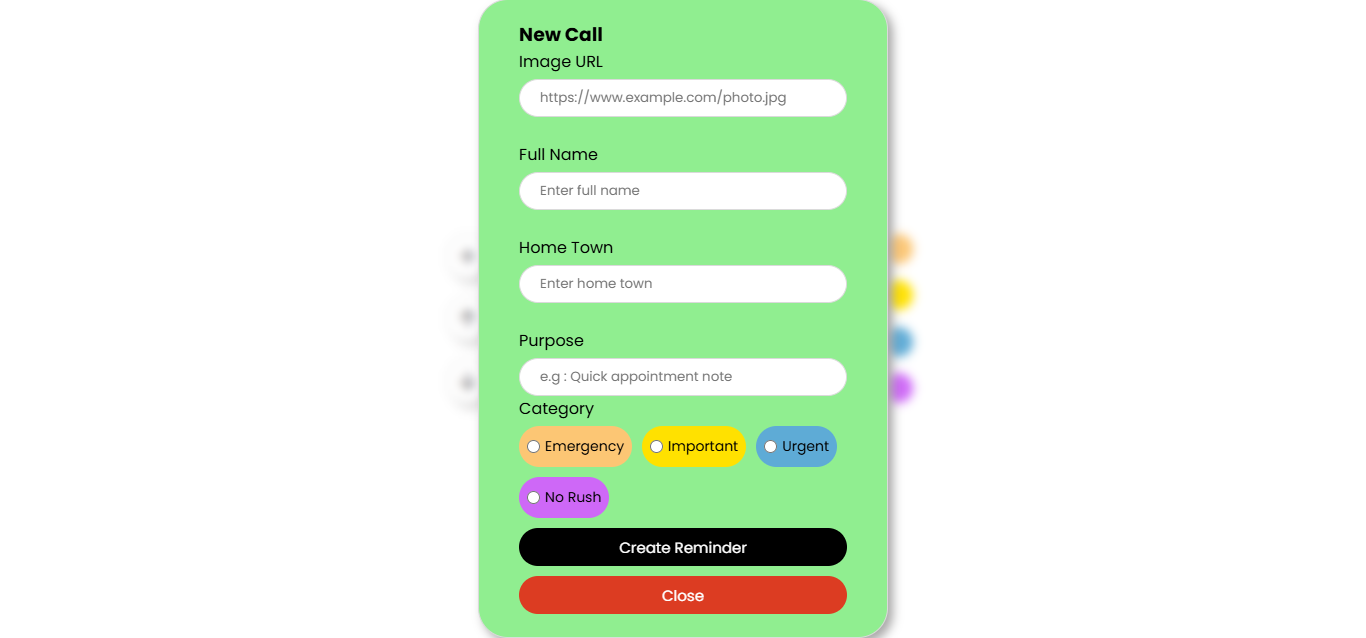 New Call
Image URL
https://www.example.com/photo.jpg
Full Name
Enter full name
Home Town
Enter home town
Purpose
e.g : Quick appointment note
Category
Emergency Important Urgent
No Rush
Create Reminder
Close